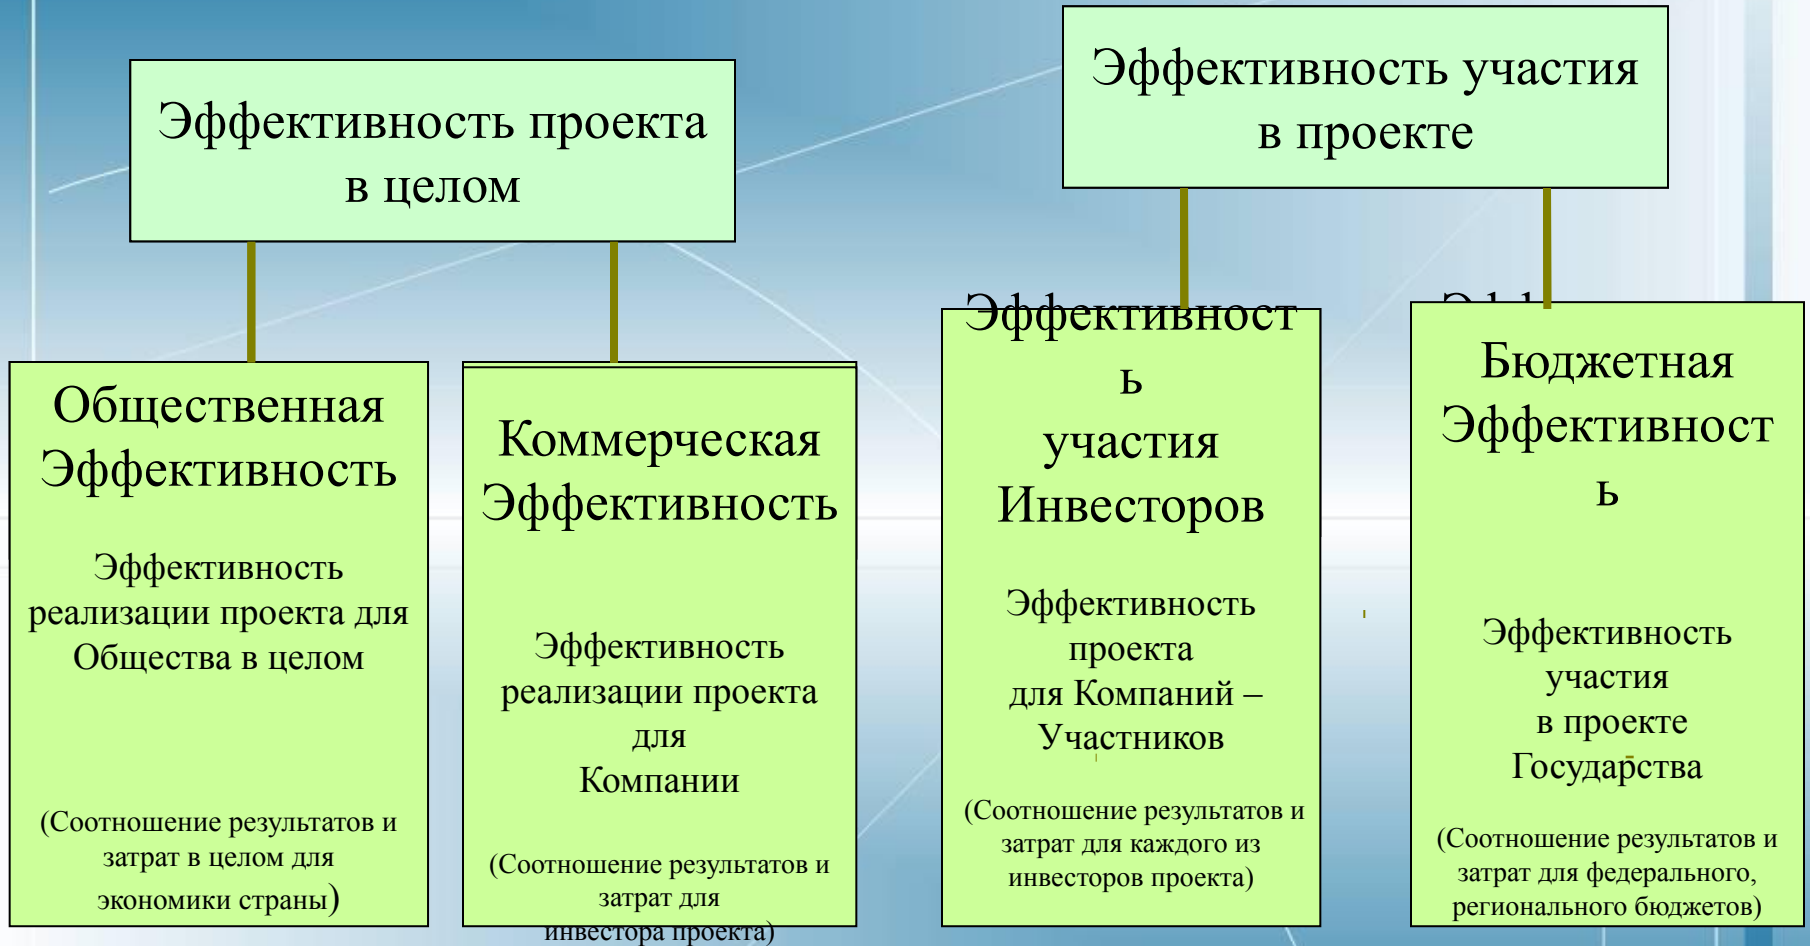 Эффективность проекта
в целом
Общественная
Эффективность
Эффективность
реализации проекта для
Общества в целом
(Соотношение результатов и
затрат в целом для
экономики страны)
Коммерческая
Эффективность
Эффективность
реализации проекта
для
Компании
(Соотношение результатов и
затрат для
инвестора проекта)
Эффективность участия
в проекте
Эффективност
ь
участия
Инвесторов
Эффективность
проекта
для Компаний –
Участников
(Соотношение результатов и
затрат для каждого из
инвесторов проекта)
Бюджетная
Эффективност
ь
Эффективность
участия
в проекте
Государства
(Соотношение результатов и
затрат для федерального,
регионального бюджетов)